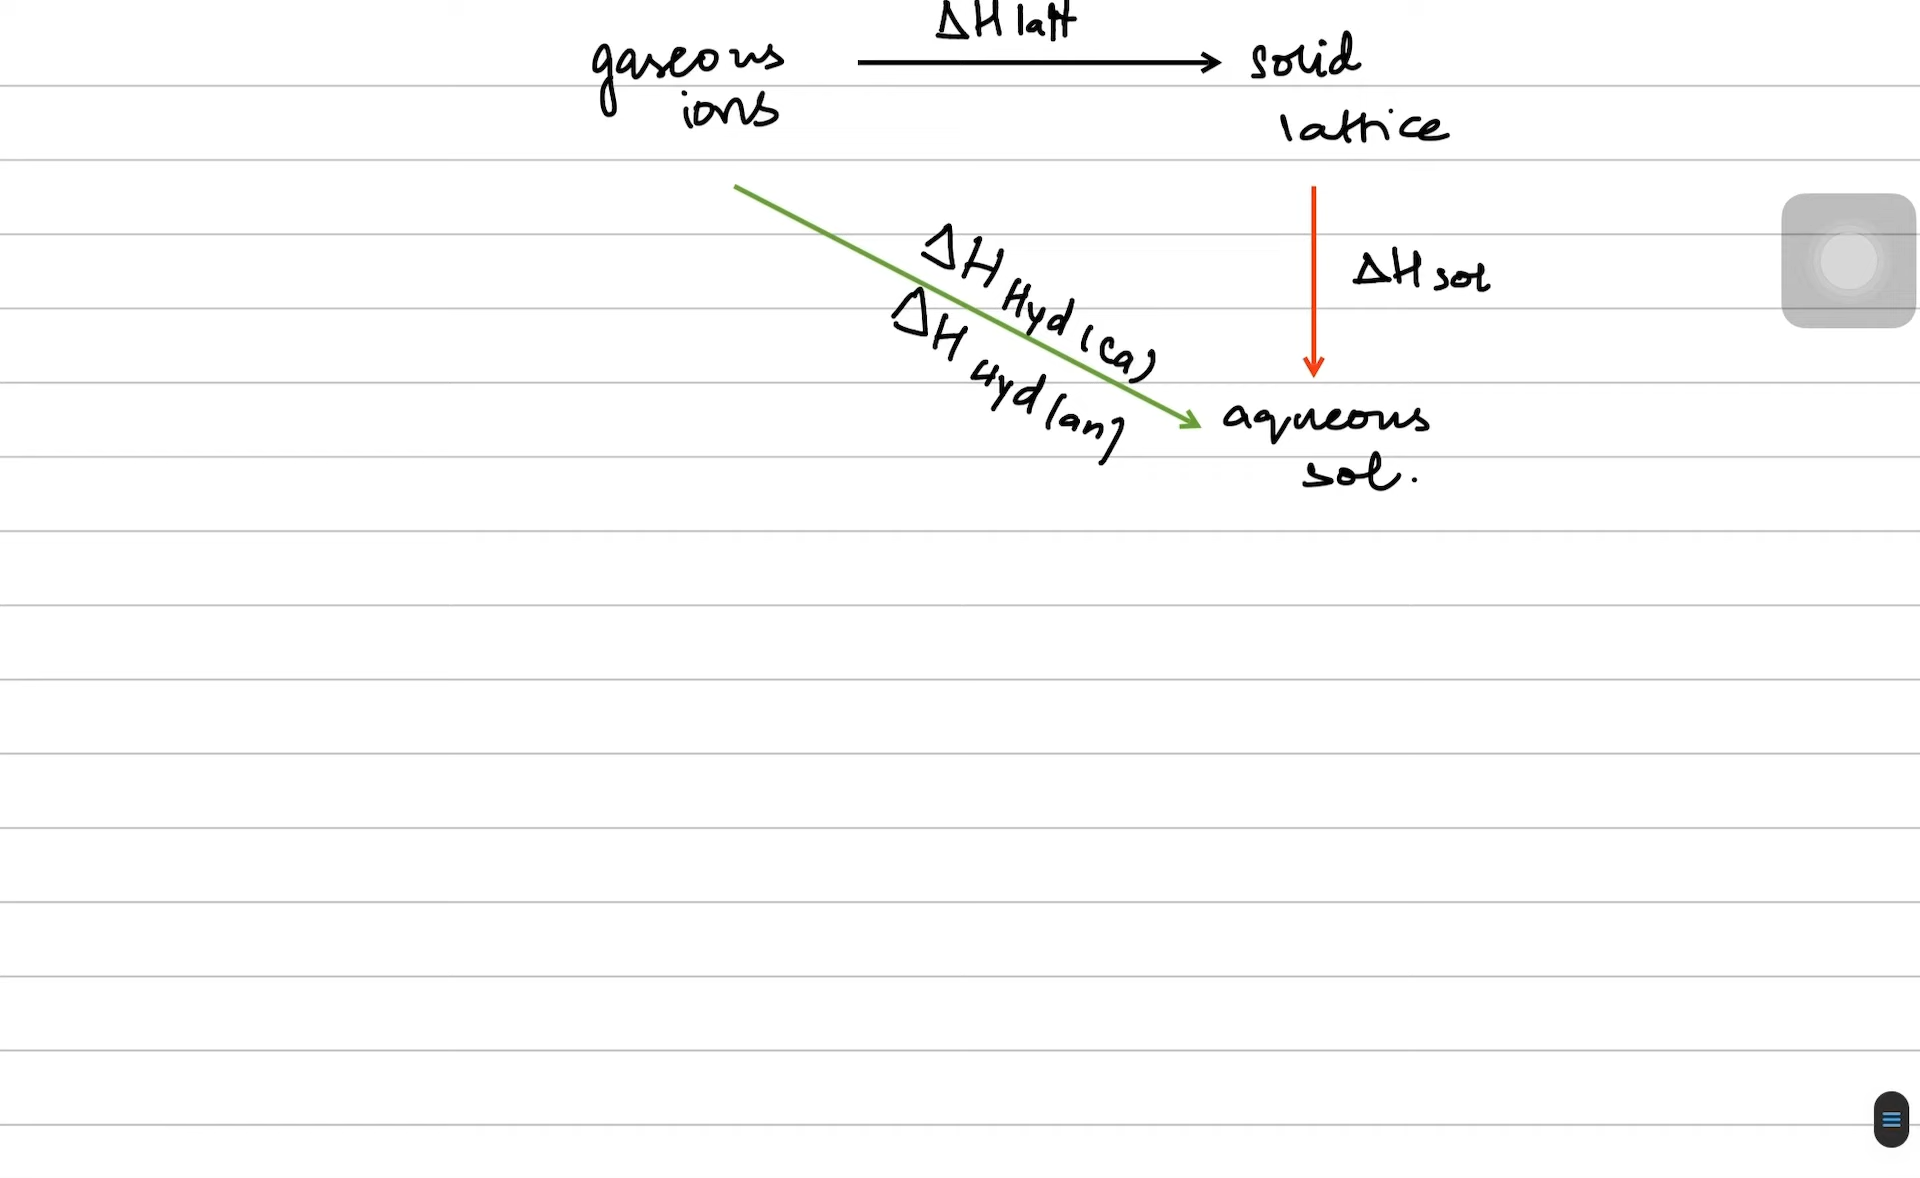 ΔH latt
gaseous
ions
solid
lattice
ΔH Hyd (ca)
ΔH Hyd (an)
ΔH sol
aqueous
sol.